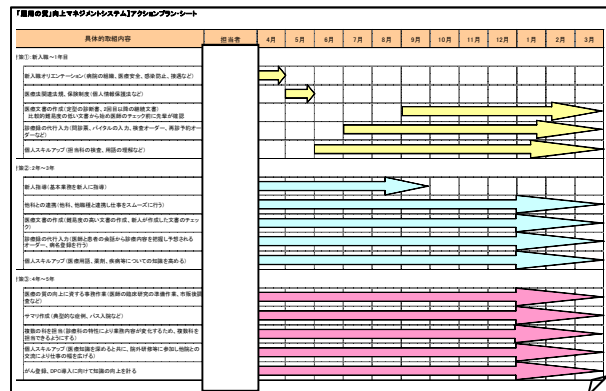 「雇用の質」向上マネジメントシステム】アクションプラン・シート
具体的取組内容 担当者 4月 5月 6月 7月 8月 9月 10月 11月 12月 1月 2月 3月
階①：新入職～1年目
新入職オリエンテーション（病院の組織、医療安全、感染防止、接遇など）
医療法関連法規、保険制度（個人情報保護法など）
医療文書の作成（定型の診断書、2回目以降の継続文書）
比較的難易度の低い文書から始め医師のチェック前に先輩が確認
診療録の代行入力（問診票、バイタルの入力、検査オーダー、再診予約オー
ダーなど）
個人スキルアップ（担当科の検査、用語の理解など）
階②：2年～3年
新人指導（基本業務を新人に指導）
他科との連携（他科、他職種と連携し仕事をスムーズに行う）
医療文書の作成（難易度の高い文書の作成、新人が作成した文書のチェッ
ク）
診療録の代行入力（医師と患者の会話から診療内容を把握し予想される
オーダー、病名登録を行う）
個人スキルアップ（医療用語、薬剤、疾病等についての知識を高める）
階③：4年～5年
医療の質の向上に資する事務作業（医師の臨床研究の準備作業、市販後調
査など）
サマリ作成（典型的な症例、パス入院など）
複数の科を担当（診療科の特性により業務内容が変化するため、複数科を
担当できるようにする）
個人スキルアップ（医療知識を深めると共に、院外研修等に参加し他院との
交流により仕事の幅を広げる）
がん登録、DPC導入に向けて知識の向上を計る